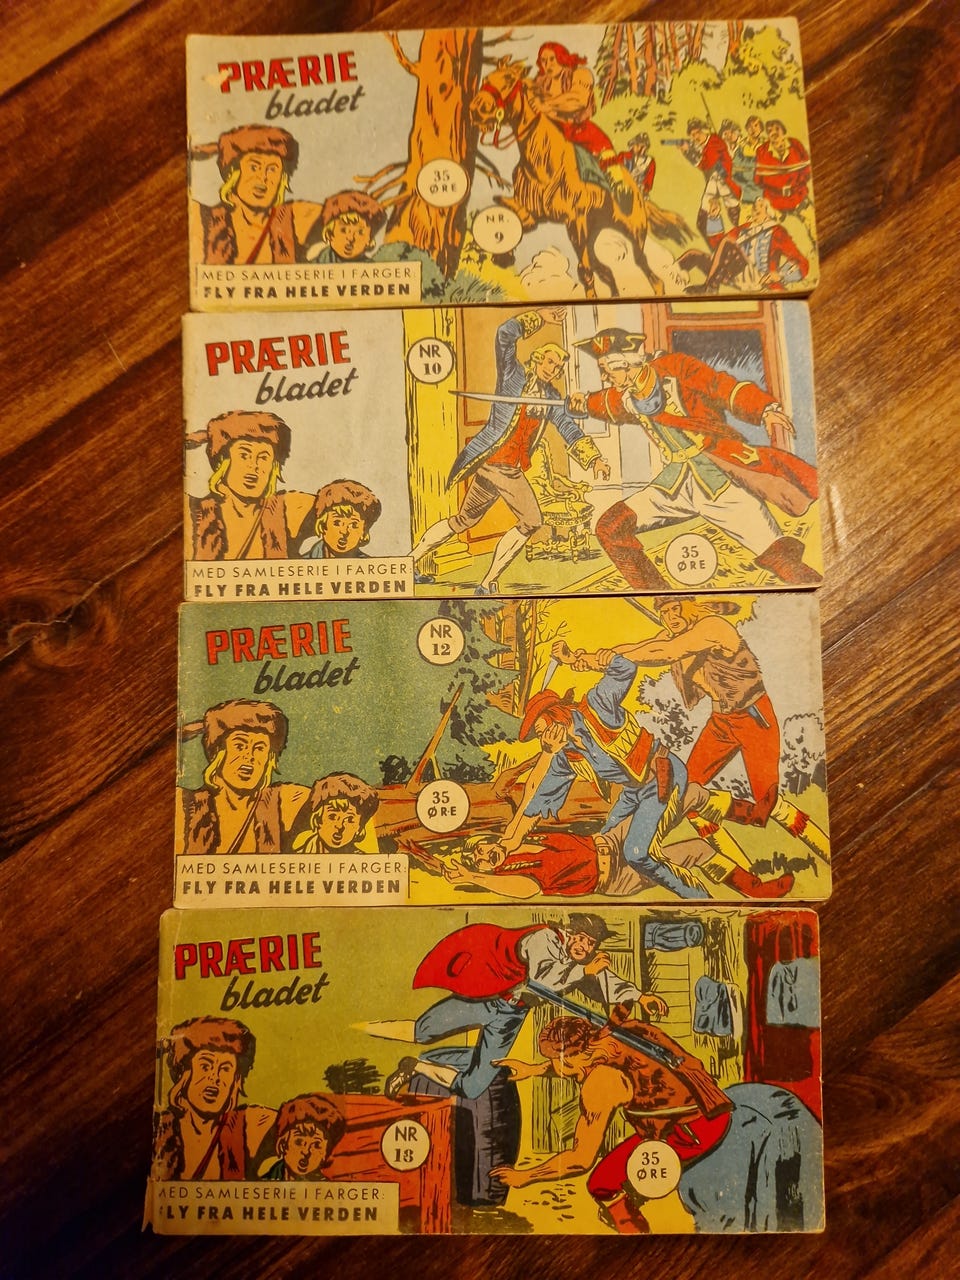 PRÆRIE
bladet
35
ØRE
NR.
9
MED SAMLESERIE I FARGER:
FLY FRA HELE VERDEN
PRÆRIE
bladet
NR
10
35
ØRE
MED SAMLESERIE I FARGER:
FLY FRA HELE VERDEN
PRÆRIE
bladet
NR
12
35
ØRE
MED SAMLESERIE I FARGER:
FLY FRA HELE VERDEN
PRÆRIE
bladet
NR
18
35
ØRE
MED SAMLESERIE I FARGER:
FLY FRA HELE VERDEN